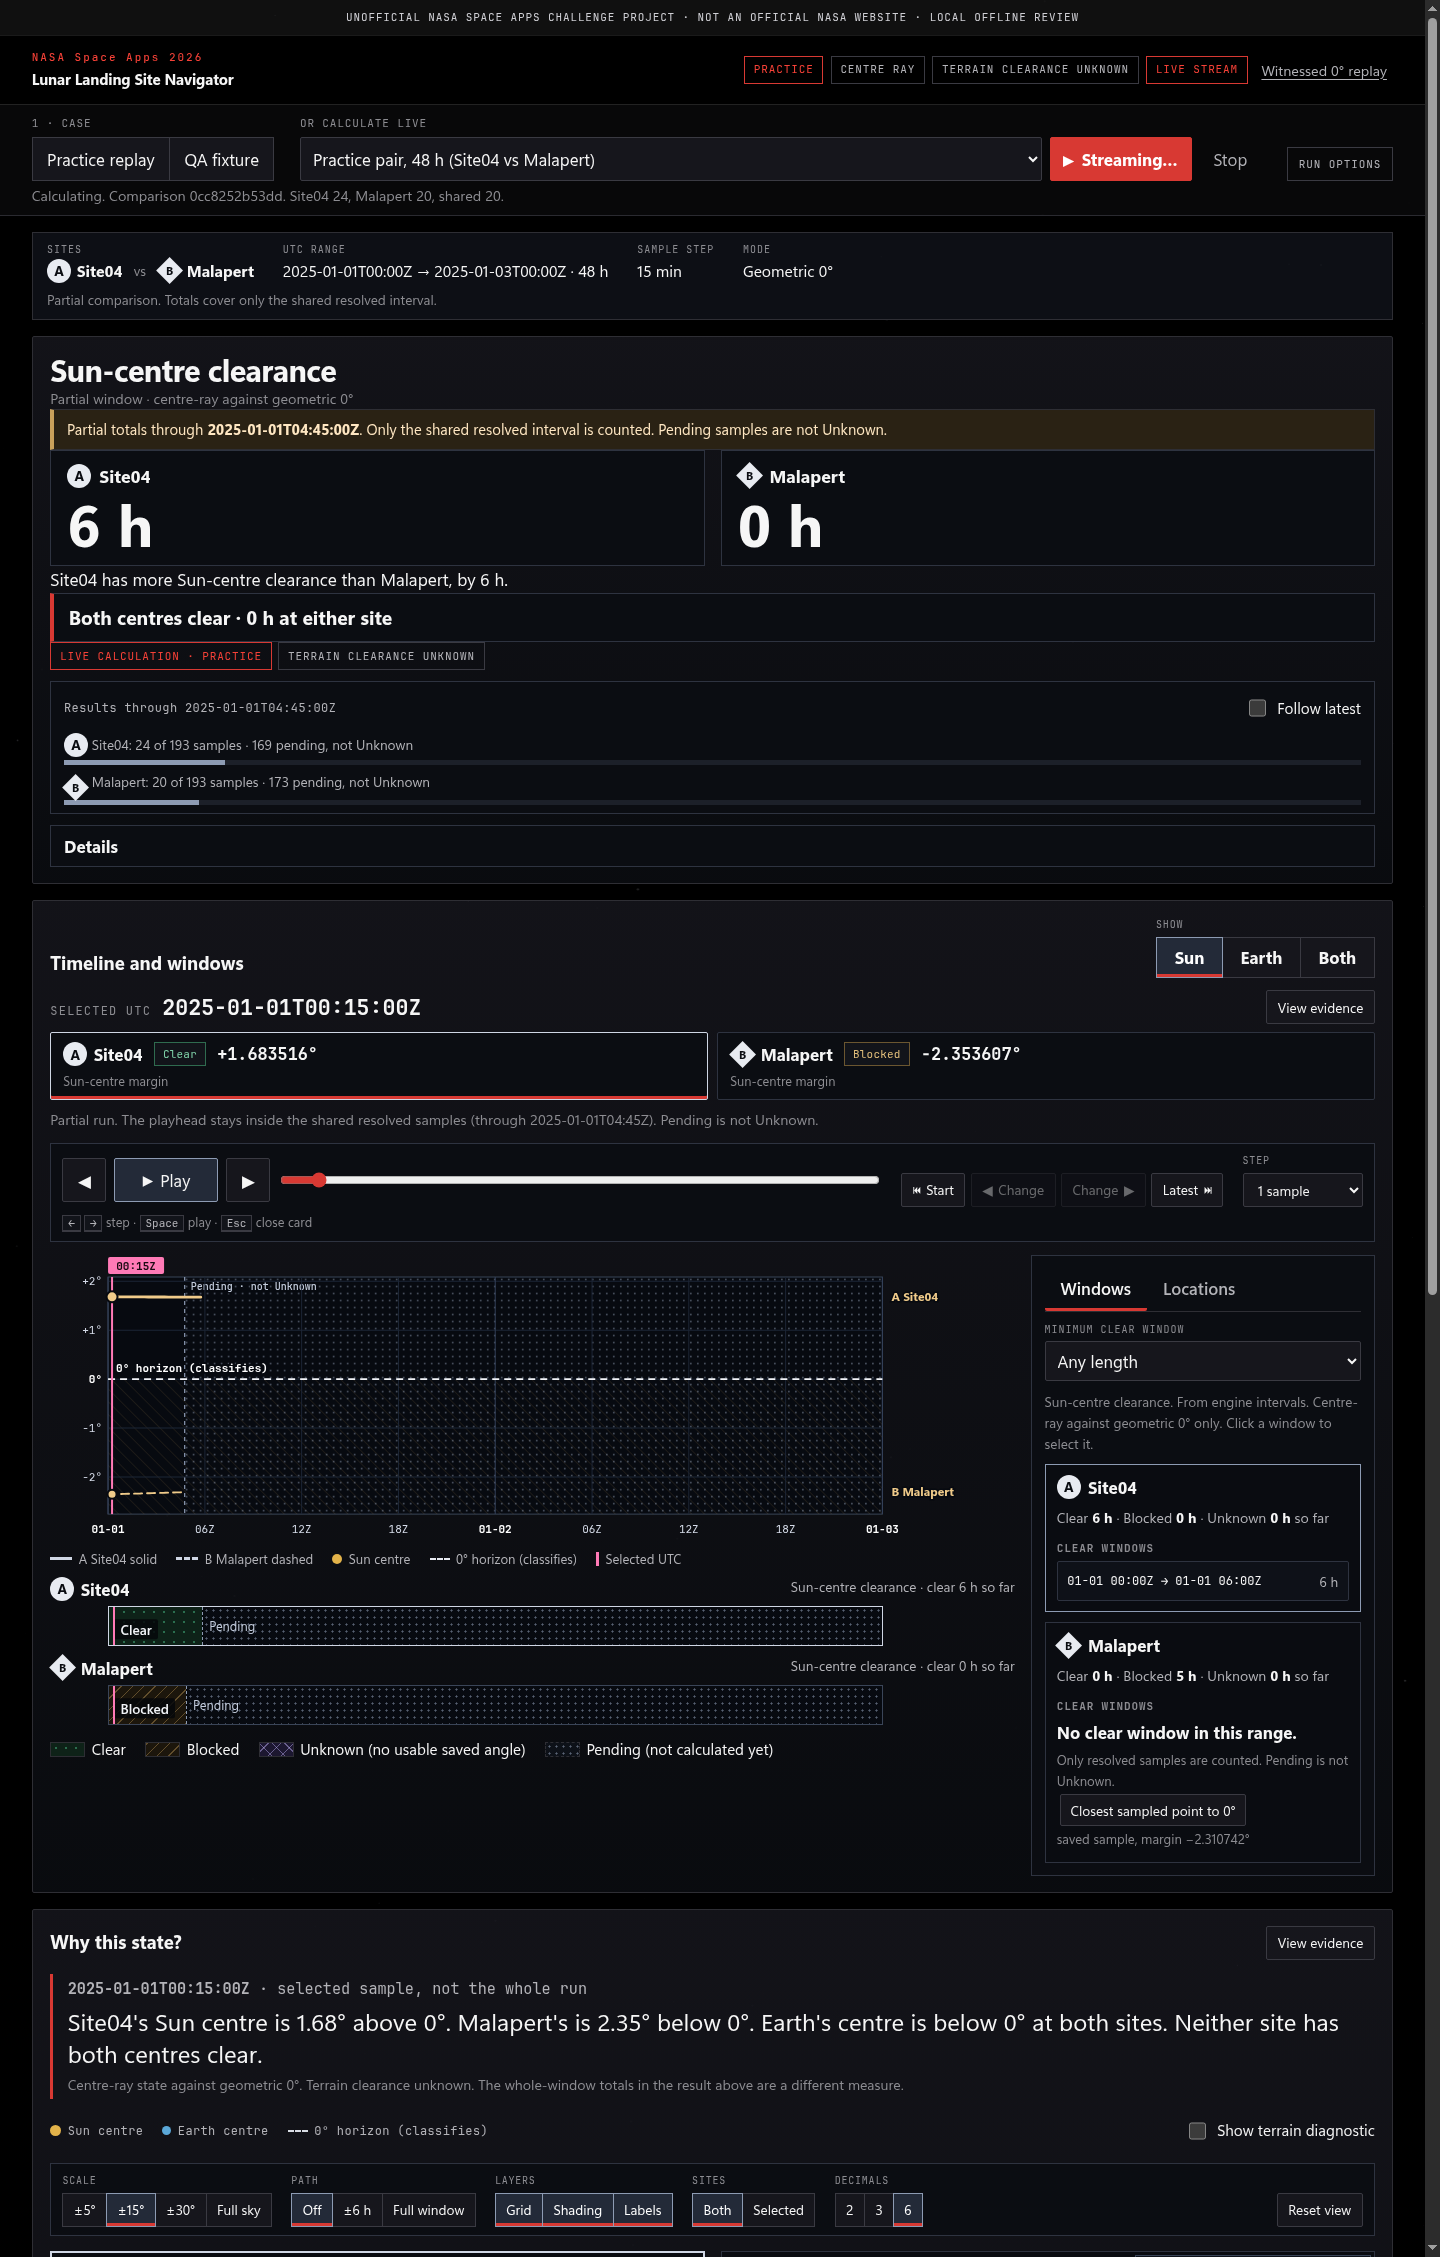 UNOFFICIAL NASA SPACE APPS CHALLENGE PROJECT · NOT AN OFFICIAL NASA WEBSITE · LOCAL OFFLINE REVIEW
NASA Space Apps 2026
Lunar Landing Site Navigator
PRACTICE
CENTRE RAY
TERRAIN CLEARANCE UNKNOWN
LIVE STREAM
Witnessed 0° replay
1 · CASE
OR CALCULATE LIVE
Practice replay
QA fixture
Practice pair, 48 h (Site04 vs Malapert)
▶ Streaming...
Stop
RUN OPTIONS
Calculating. Comparison 0cc8252b53dd. Site04 24, Malapert 20, shared 20.
SITES
A Site04 vs B Malapert
UTC RANGE
2025-01-01T00:00Z → 2025-01-03T00:00Z · 48 h
SAMPLE STEP
15 min
MODE
Geometric 0°
Partial comparison. Totals cover only the shared resolved interval.
Sun-centre clearance
Partial window · centre-ray against geometric 0°
Partial totals through 2025-01-01T04:45:00Z. Only the shared resolved interval is counted. Pending samples are not Unknown.
A Site04
6 h
B Malapert
0 h
Site04 has more Sun-centre clearance than Malapert, by 6 h.
Both centres clear · 0 h at either site
LIVE CALCULATION · PRACTICE
TERRAIN CLEARANCE UNKNOWN
Results through 2025-01-01T04:45:00Z
Follow latest
A Site04: 24 of 193 samples · 169 pending, not Unknown
B Malapert: 20 of 193 samples · 173 pending, not Unknown
Details
SHOW
Timeline and windows
Sun
Earth
Both
SELECTED UTC 2025-01-01T00:15:00Z
View evidence
A Site04 Clear +1.683516°
Sun-centre margin
B Malapert Blocked -2.353607°
Sun-centre margin
Partial run. The playhead stays inside the shared resolved samples (through 2025-01-01T04:45Z). Pending is not Unknown.
◀
▶ Play
▶
⏮ Start
◀ Change
Change ▶
Latest ⏭
STEP
1 sample
← → step · Space play · Esc close card
00:15Z
+2°
Pending · not Unknown
A Site04
+1°
0° horizon (classifies)
0°
-1°
-2°
B Malapert
01-01
06Z
12Z
18Z
01-02
06Z
12Z
18Z
01-03
A Site04 solid
B Malapert dashed
Sun centre
0° horizon (classifies)
Selected UTC
A Site04
Sun-centre clearance · clear 6 h so far
Clear
Pending
B Malapert
Sun-centre clearance · clear 0 h so far
Blocked
Pending
Clear
Blocked
Unknown (no usable saved angle)
Pending (not calculated yet)
Windows
Locations
MINIMUM CLEAR WINDOW
Any length
Sun-centre clearance. From engine intervals. Centre-
ray against geometric 0° only. Click a window to
select it.
A Site04
Clear 6 h · Blocked 0 h · Unknown 0 h so far
CLEAR WINDOWS
01-01 00:00Z → 01-01 06:00Z 6 h
B Malapert
Clear 0 h · Blocked 5 h · Unknown 0 h so far
CLEAR WINDOWS
No clear window in this range.
Only resolved samples are counted. Pending is not
Unknown.
Closest sampled point to 0°
saved sample, margin −2.310742°
Why this state?
View evidence
2025-01-01T00:15:00Z · selected sample, not the whole run
Site04's Sun centre is 1.68° above 0°. Malapert's is 2.35° below 0°. Earth's centre is below 0° at both sites. Neither site has
both centres clear.
Centre-ray state against geometric 0°. Terrain clearance unknown. The whole-window totals in the result above are a different measure.
Sun centre
Earth centre
0° horizon (classifies)
Show terrain diagnostic
SCALE
PATH
LAYERS
SITES
DECIMALS
±5°
±15°
±30°
Full sky
Off
±6 h
Full window
Grid
Shading
Labels
Both
Selected
2
3
6
Reset view